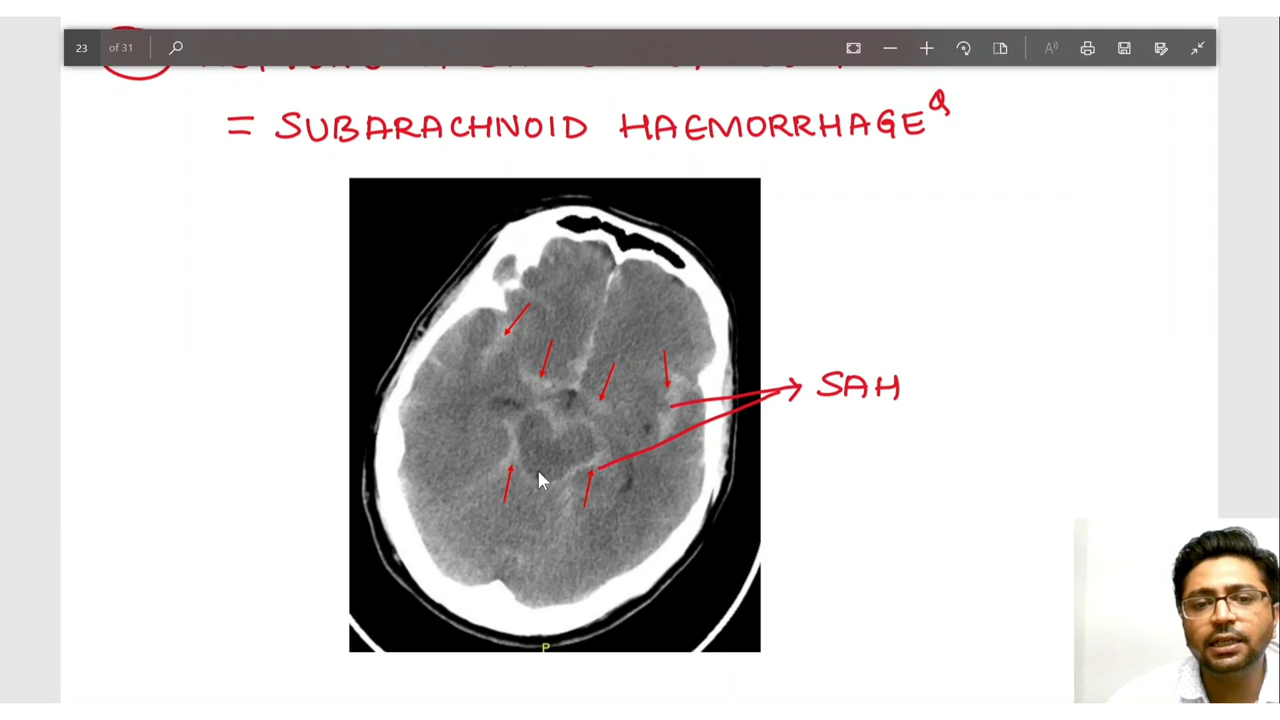 23 of 31
= SUBARACHNOID HAEMORRHAGE Q
SAH
P